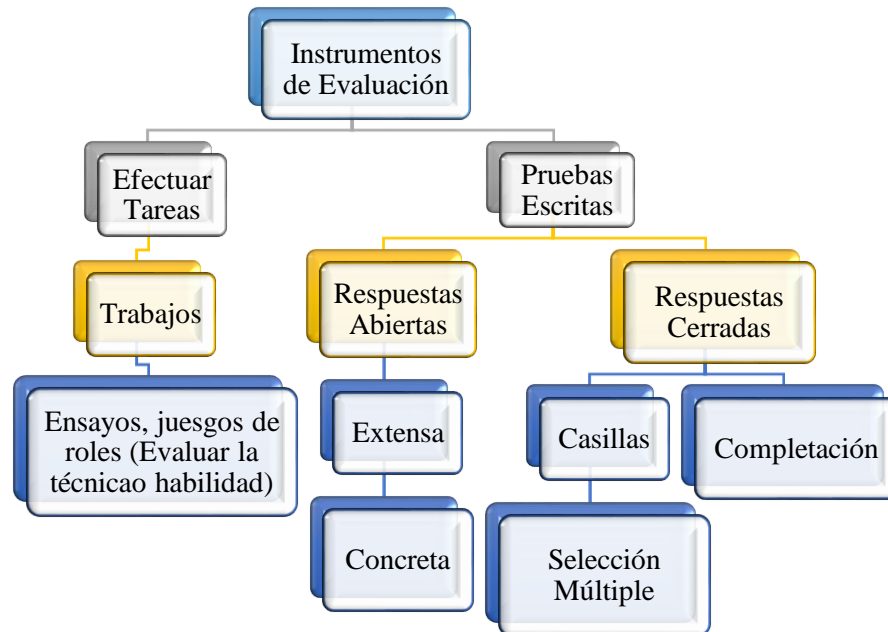 Instrumentos
de Evaluación
Efectuar
Tareas
Pruebas
Escritas
Trabajos
Respuestas
Abiertas
Respuestas
Cerradas
Ensayos, juesgos de
roles (Evaluar la
técnicao habilidad)
Extensa
Casillas
Completación
Concreta
Selección
Múltiple